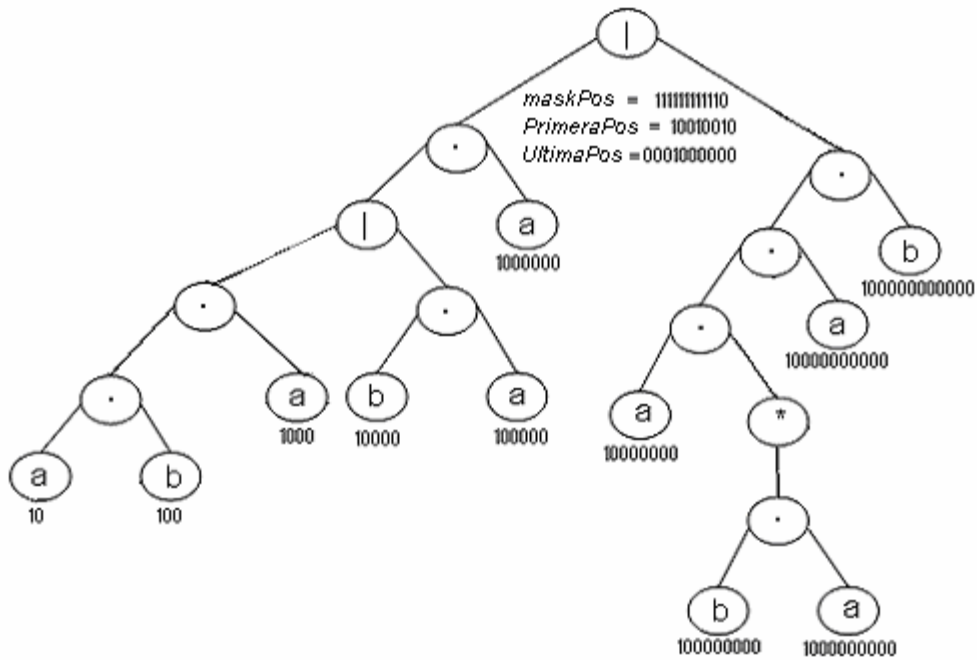 |
maskPos = 111111111110
PrimeraPos = 10010010
UltimaPos =0001000000
·
·
|
a
1000000
·
b
100000000000
·
·
·
a
10000000000
·
a
1000
b
10000
a
100000
a
10000000
*
a
10
b
100
·
b
100000000
a
1000000000